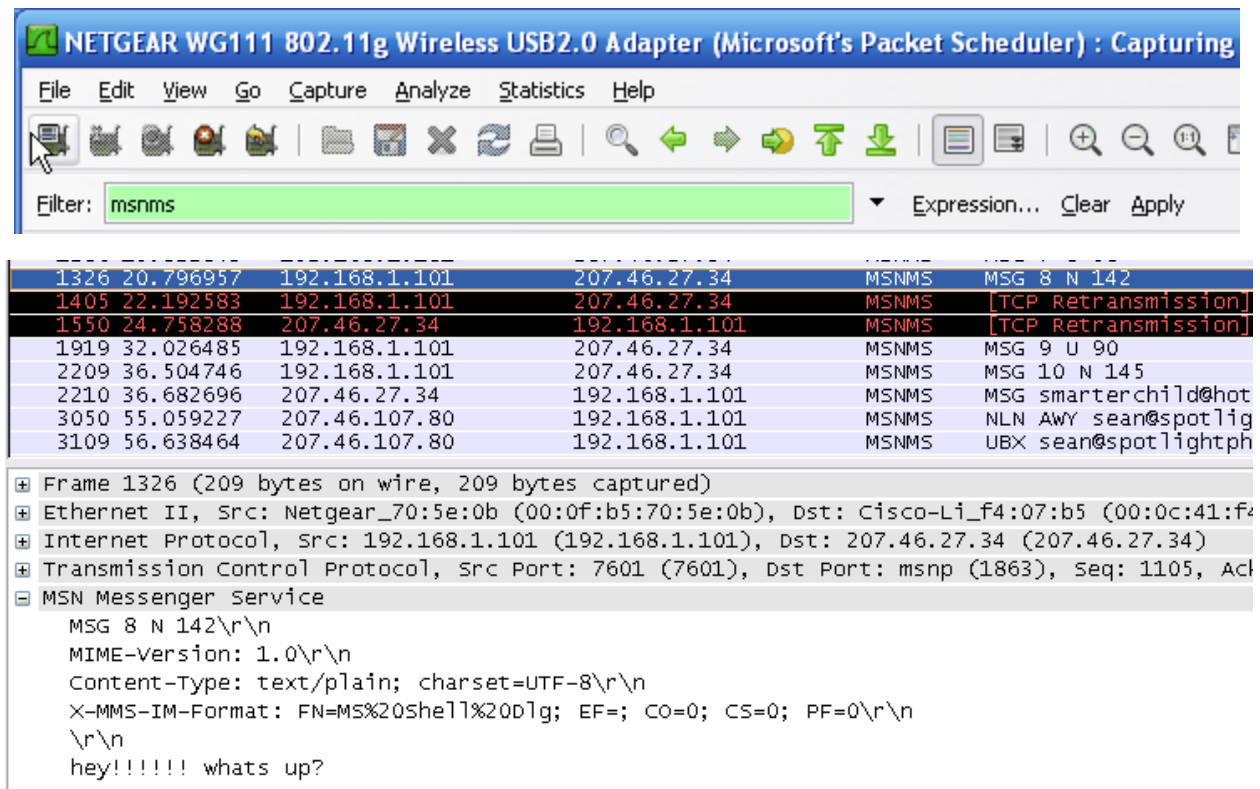 NETGEAR WG111 802.11g Wireless USB2.0 Adapter (Microsoft's Packet Scheduler) : Capturing
File Edit View Go Capture Analyze Statistics Help
Filter: msnms Expression... Clear Apply
1326 20.796957 192.168.1.101 207.46.27.34 MSNMS MSG 8 N 142
1405 22.192583 192.168.1.101 207.46.27.34 MSNMS [TCP Retransmission]
1550 24.758288 207.46.27.34 192.168.1.101 MSNMS [TCP Retransmission]
1919 32.026485 192.168.1.101 207.46.27.34 MSNMS MSG 9 U 90
2209 36.504746 192.168.1.101 207.46.27.34 MSNMS MSG 10 N 145
2210 36.682696 207.46.27.34 192.168.1.101 MSNMS MSG smarterchild@hot
3050 55.059227 207.46.107.80 192.168.1.101 MSNMS NLN AWY sean@spotlig
3109 56.638464 207.46.107.80 192.168.1.101 MSNMS UBX sean@spotlightph
Frame 1326 (209 bytes on wire, 209 bytes captured)
Ethernet II, Src: Netgear_70:5e:0b (00:0f:b5:70:5e:0b), Dst: Cisco-Li_f4:07:b5 (00:0c:41:f4
Internet Protocol, Src: 192.168.1.101 (192.168.1.101), Dst: 207.46.27.34 (207.46.27.34)
Transmission Control Protocol, Src Port: 7601 (7601), Dst Port: msnp (1863), Seq: 1105, Ack
MSN Messenger Service
MSG 8 N 142\r\n
MIME-Version: 1.0\r\n
Content-Type: text/plain; charset=UTF-8\r\n
X-MMS-IM-Format: FN=MS%20Shell%20Dlg; EF=; CO=0; CS=0; PF=0\r\n
\r\n
hey!!!!!! whats up?